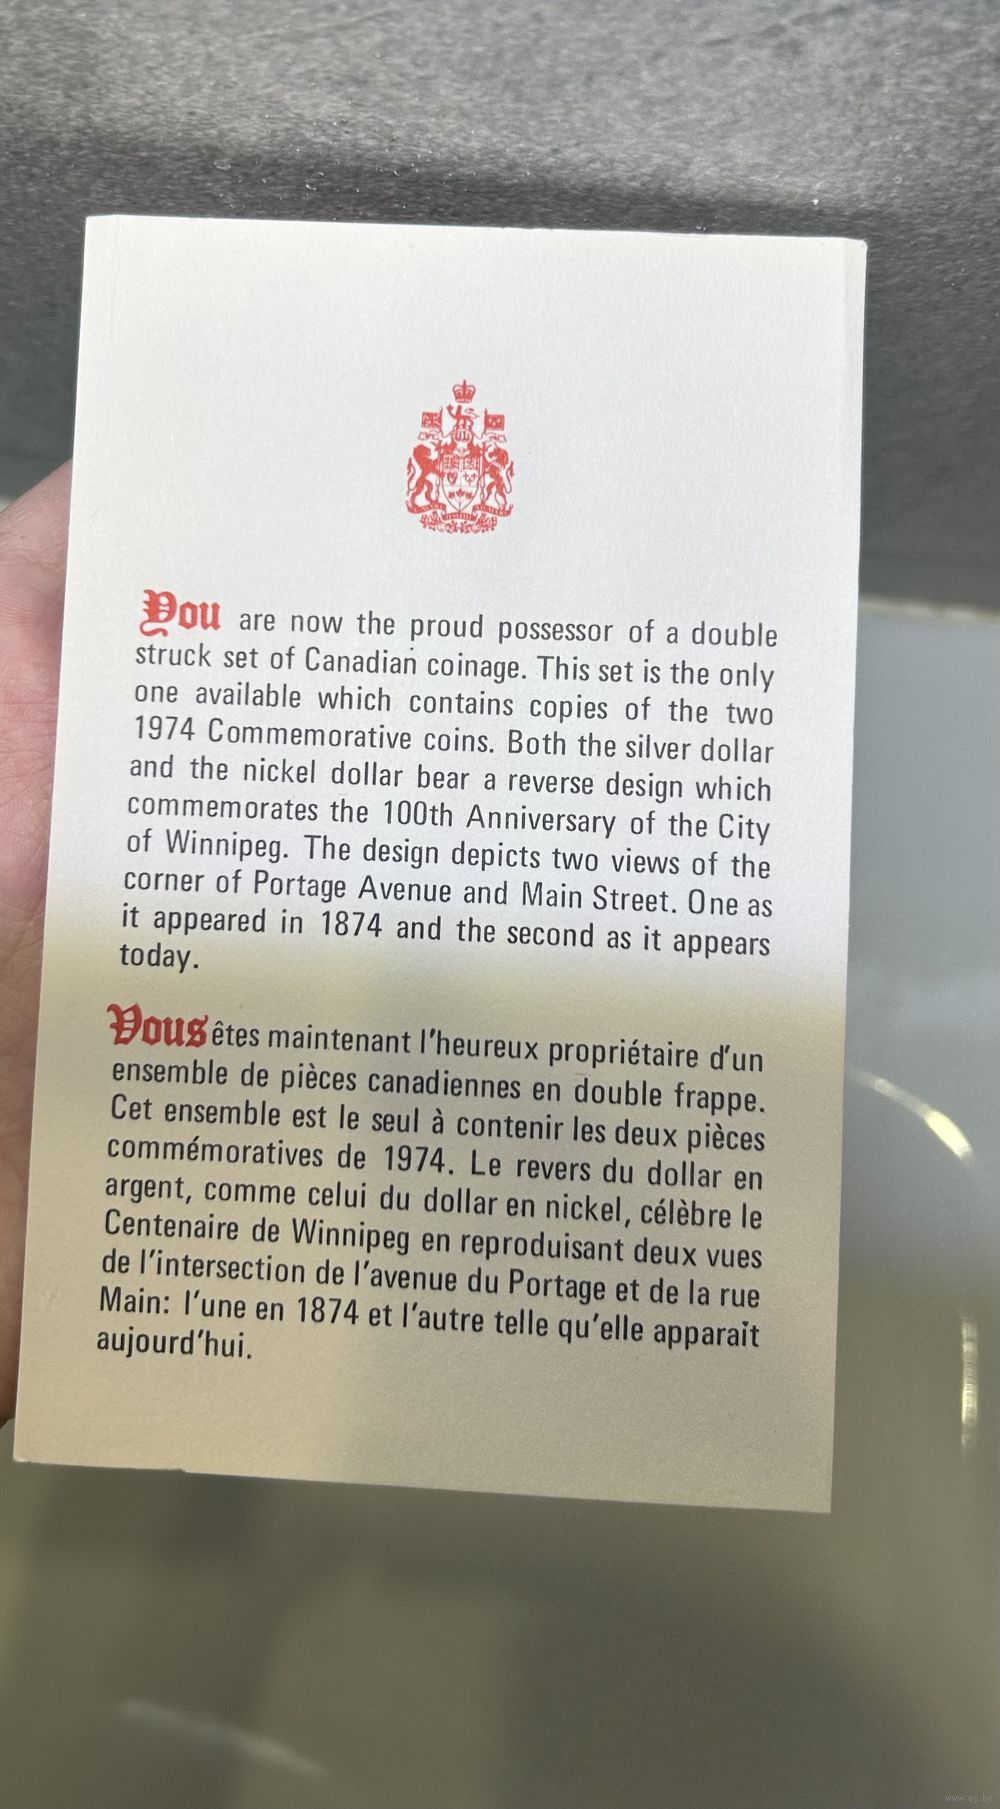 You are now the proud possessor of a double
struck set of Canadian coinage. This set is the only
one available which contains copies of the two
1974 Commemorative coins. Both the silver dollar
and the nickel dollar bear a reverse design which
commemorates the 100th Anniversary of the City
of Winnipeg. The design depicts two views of the
corner of Portage Avenue and Main Street. One as
it appeared in 1874 and the second as it appears
today.
Vous êtes maintenant l'heureux propriétaire d'un
ensemble de pièces canadiennes en double frappe.
Cet ensemble est le seul à contenir les deux pièces
commémoratives de 1974. Le revers du dollar en
argent, comme celui du dollar en nickel, célèbre le
Centenaire de Winnipeg en reproduisant deux vues
de l'intersection de l'avenue du Portage et de la rue
Main: l'une en 1874 et l'autre telle qu'elle apparaît
aujourd'hui.
www.ay.by